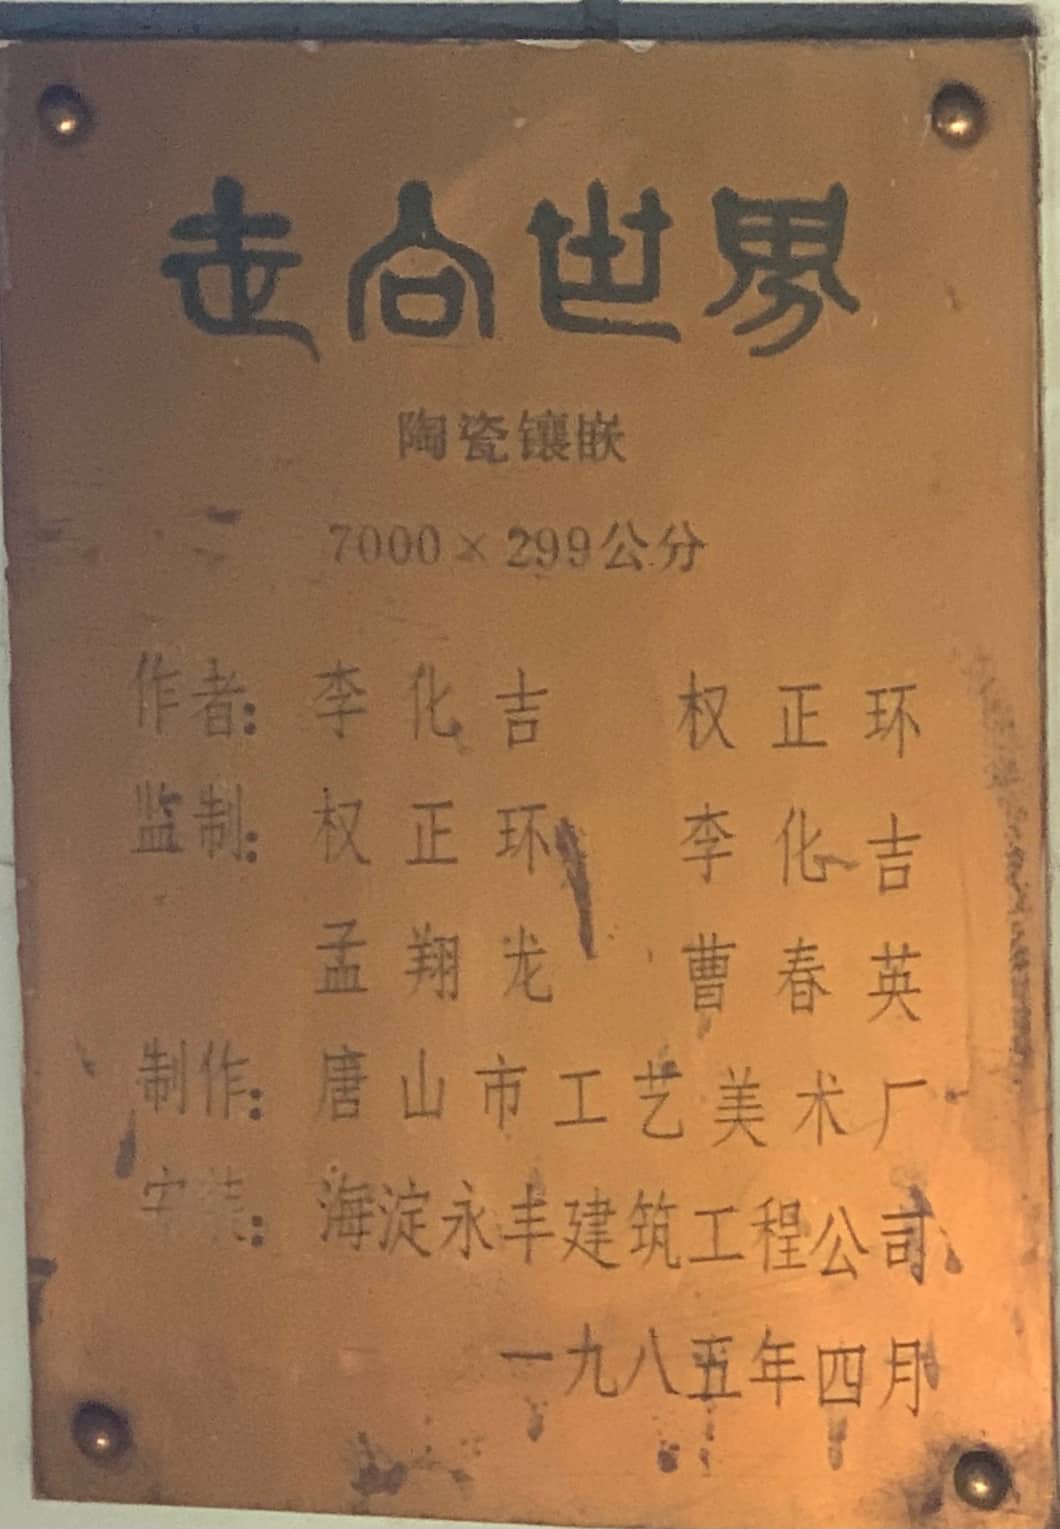 走向世界
陶瓷镶嵌
7000×299公分
作者: 李化吉 权正环
监制: 权正环 李化吉
孟翔龙 曹春英
制作: 唐山市工艺美术厂
安装: 海淀永丰建筑工程公司
一九八五年四月